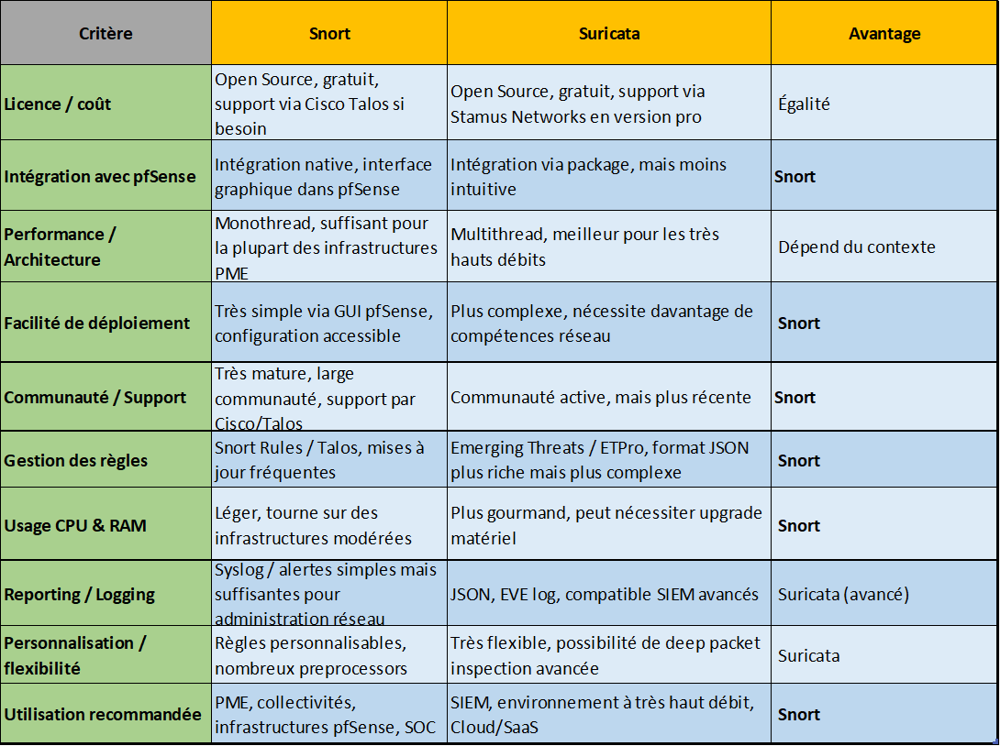 Critère
Snort
Suricata
Avantage
Licence / coût
Open Source, gratuit,
support via Cisco Talos si
besoin
Open Source, gratuit, support via
Stamus Networks en version pro
Égalité
Intégration avec pfSense
Intégration native, interface
graphique dans pfSense
Intégration via package, mais moins
intuitive
Snort
Performance /
Architecture
Monothread, suffisant pour
la plupart des infrastructures
PME
Multithread, meilleur pour les très
hauts débits
Dépend du contexte
Facilité de déploiement
Très simple via GUI pfSense,
configuration accessible
Plus complexe, nécessite davantage de
compétences réseau
Snort
Communauté / Support
Très mature, large
communauté, support par
Cisco/Talos
Communauté active, mais plus récente
Snort
Gestion des règles
Snort Rules / Talos, mises à
jour fréquentes
Emerging Threats / ETPro, format JSON
plus riche mais plus complexe
Snort
Usage CPU & RAM
Léger, tourne sur des
infrastructures modérées
Plus gourmand, peut nécessiter upgrade
matériel
Snort
Reporting / Logging
Syslog / alertes simples mais
suffisantes pour
administration réseau
JSON, EVE log, compatible SIEM avancés
Suricata (avancé)
Personnalisation /
flexibilité
Règles personnalisables,
nombreux preprocessors
Très flexible, possibilité de deep packet
inspection avancée
Suricata
Utilisation recommandée
PME, collectivités,
infrastructures pfSense, SOC
SIEM, environnement à très haut débit,
Cloud/SaaS
Snort